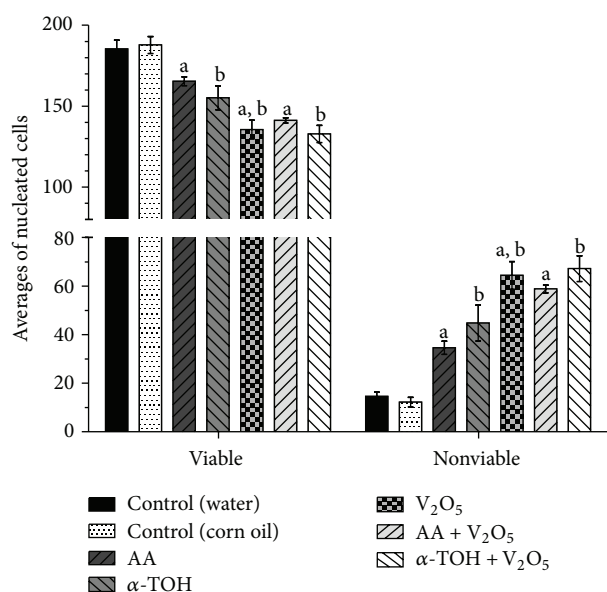 Averages of nucleated cells
200
150
100
80
60
40
20
0
a
b
a, b
a
b
a
b
a, b
a
b
Viable
Nonviable
Control (water)
Control (corn oil)
AA
α-TOH
V₂O₅
AA + V₂O₅
α-TOH + V₂O₅